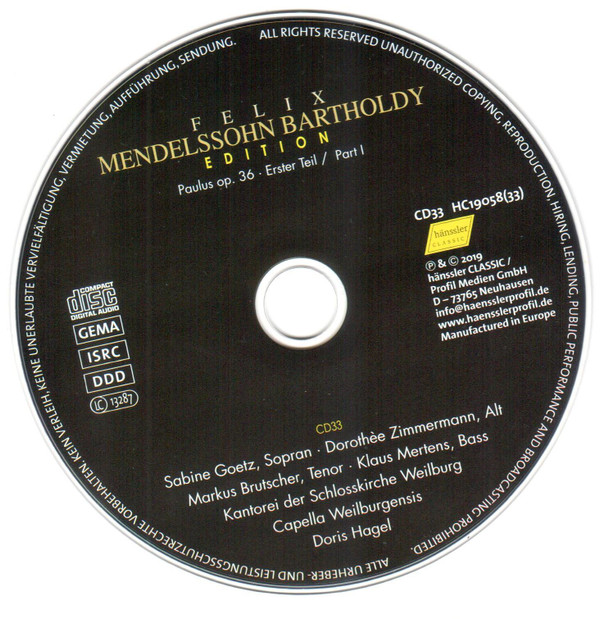 FELIX
MENDELSSOHN BARTHOLDY
EDITION
Paulus op. 36 · Erster Teil / Part I
CD33 HC19058(33)
hänssler
CLASSIC
℗ & © 2019
hänssler CLASSIC /
Profil Medien GmbH
D – 73765 Neuhausen
info@haensslerprofil.de
www.haensslerprofil.de
Manufactured in Europe
COMPACT
disc
DIGITAL AUDIO
GEMA
ISRC
DDD
LC 13287
CD33
Sabine Goetz, Sopran · Dorothèe Zimmermann, Alt
Markus Brutscher, Tenor · Klaus Mertens, Bass
Kantorei der Schlosskirche Weilburg
Capella Weilburgensis
Doris Hagel
ALL RIGHTS RESERVED UNAUTHORIZED COPYING, REPRODUCTION, HIRING, LENDING, PUBLIC PERFORMANCE AND BROADCASTING PROHIBITED.
ALLE URHEBER- UND LEISTUNGSSCHUTZRECHTE VORBEHALTEN. KEIN VERLEIH, KEINE UNERLAUBTE VERVIELFÄLTIGUNG, VERMIETUNG, AUFFÜHRUNG, SENDUNG.